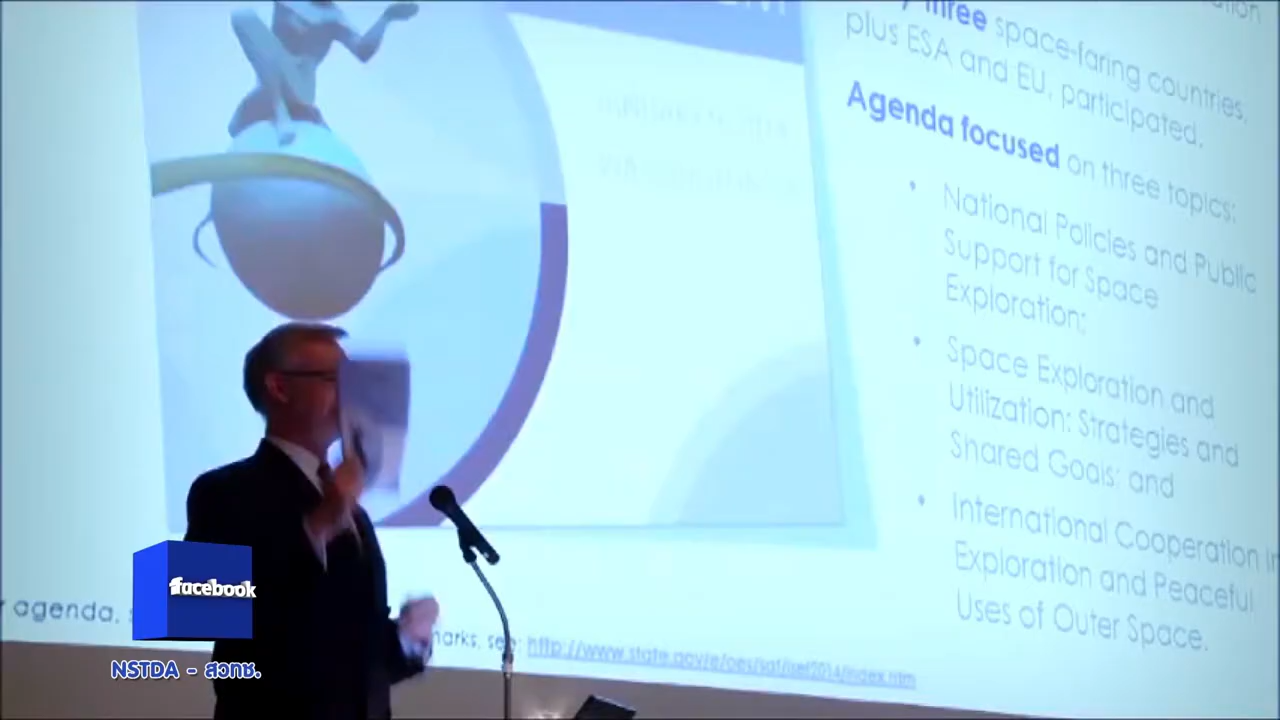 three space-faring countries,
plus ESA and EU, participated.
Agenda focused on three topics:
• National Policies and Public
Support for Space
Exploration;
• Space Exploration and
Utilization: Strategies and
Shared Goals; and
• International Cooperation in
Exploration and Peaceful
Uses of Outer Space.
agenda,
see: http://www.state.gov/e/oes/sat/isef2014/index.htm
facebook
NSTDA - สวทช.